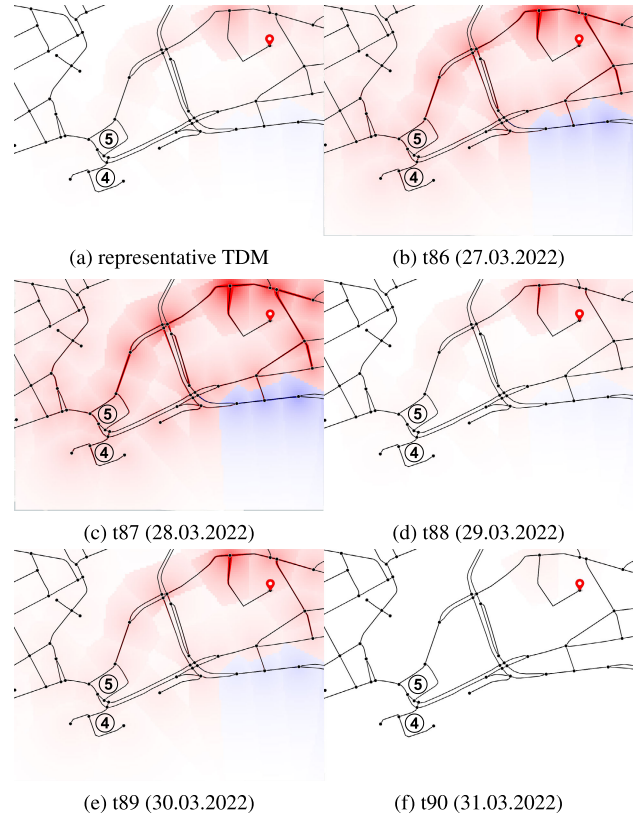 5
4
5
4
(a) representative TDM
(b) t86 (27.03.2022)
5
4
5
4
(c) t87 (28.03.2022)
(d) t88 (29.03.2022)
5
4
5
4
(e) t89 (30.03.2022)
(f) t90 (31.03.2022)